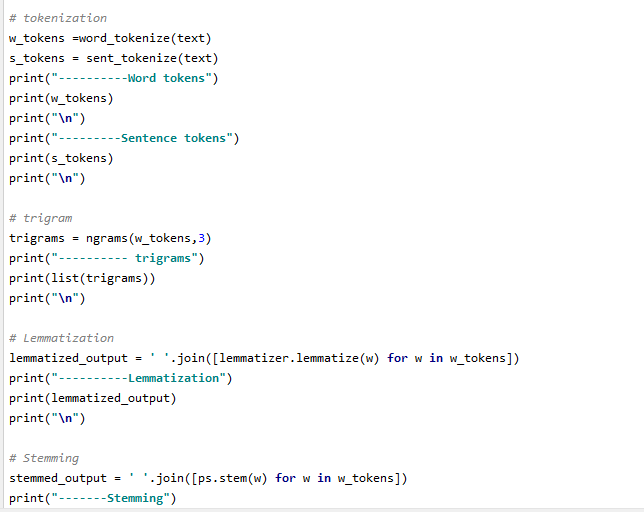 # tokenization
w_tokens =word_tokenize(text)
s_tokens = sent_tokenize(text)
print("----------Word tokens")
print(w_tokens)
print("\n")
print("---------Sentence tokens")
print(s_tokens)
print("\n")
# trigram
trigrams = ngrams(w_tokens,3)
print("---------- trigrams")
print(list(trigrams))
print("\n")
# Lemmatization
lemmatized_output = ' '.join([lemmatizer.lemmatize(w) for w in w_tokens])
print("----------Lemmatization")
print(lemmatized_output)
print("\n")
# Stemming
stemmed_output = ' '.join([ps.stem(w) for w in w_tokens])
print("-------Stemming")